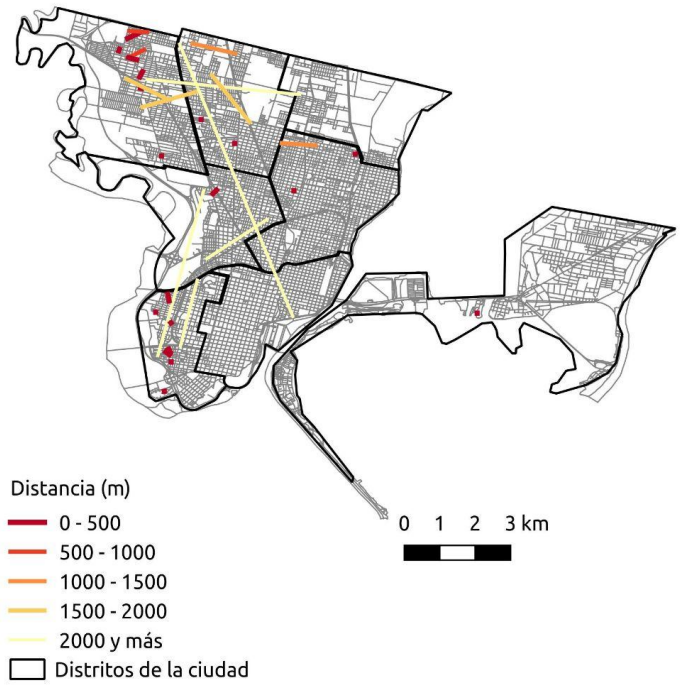 Distancia (m)
0 - 500
500 - 1000
1000 - 1500
1500 - 2000
2000 y más
Distritos de la ciudad
0 1 2 3 km